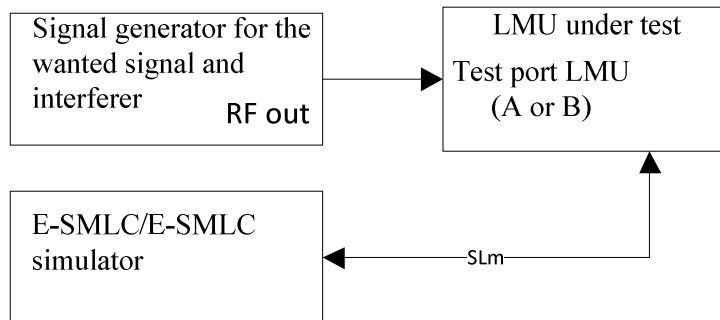 Signal generator for the
wanted signal and
interferer
RF out
LMU under test
Test port LMU
(A or B)
E-SMLC/E-SMLC
simulator
SLm